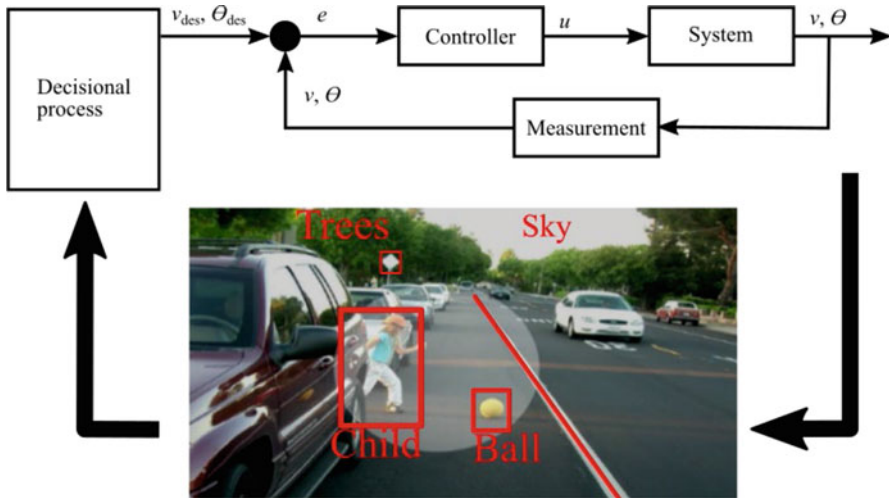 v_des, Θ_des
e
Controller
u
System
v, Θ
Decisional
process
v, Θ
Measurement
Trees
Sky
Child
Ball